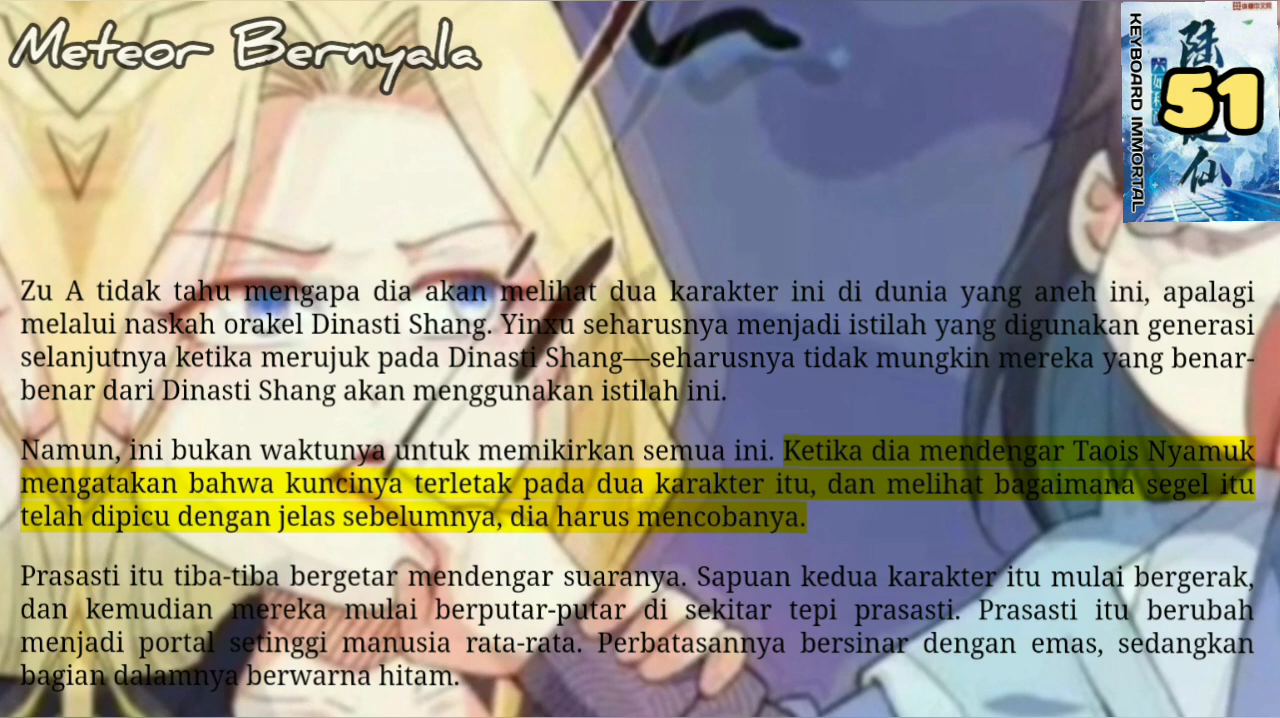 Meteor Bernyala
KEYBOARD IMMORTAL
51
Zu A tidak tahu mengapa dia akan melihat dua karakter ini di dunia yang aneh ini, apalagi
melalui naskah orakel Dinasti Shang. Yinxu seharusnya menjadi istilah yang digunakan generasi
selanjutnya ketika merujuk pada Dinasti Shang—seharusnya tidak mungkin mereka yang benar-
benar dari Dinasti Shang akan menggunakan istilah ini.
Namun, ini bukan waktunya untuk memikirkan semua ini. Ketika dia mendengar Taois Nyamuk
mengatakan bahwa kuncinya terletak pada dua karakter itu, dan melihat bagaimana segel itu
telah dipicu dengan jelas sebelumnya, dia harus mencobanya.
Prasasti itu tiba-tiba bergetar mendengar suaranya. Sapuan kedua karakter itu mulai bergerak,
dan kemudian mereka mulai berputar-putar di sekitar tepi prasasti. Prasasti itu berubah
menjadi portal setinggi manusia rata-rata. Perbatasannya bersinar dengan emas, sedangkan
bagian dalamnya berwarna hitam.